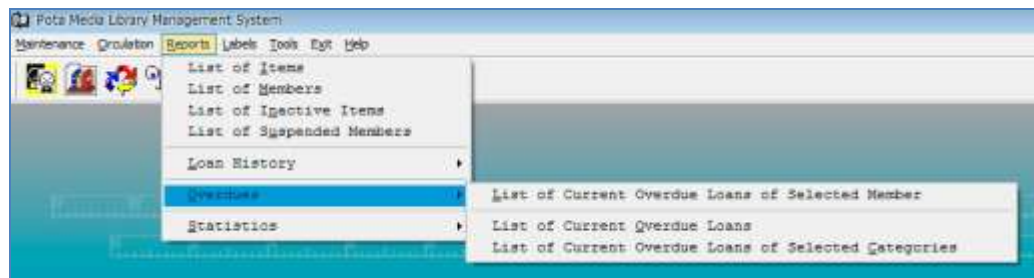 Pota Media Library Management System
Maintenance Circulation Reports Labels Tools Exit Help
List of Items
List of Members
List of Inactive Items
List of Suspended Members
Loan History
Overdues
List of Current Overdue Loans of Selected Member
Statistics
List of Current Overdue Loans
List of Current Overdue Loans of Selected Categories